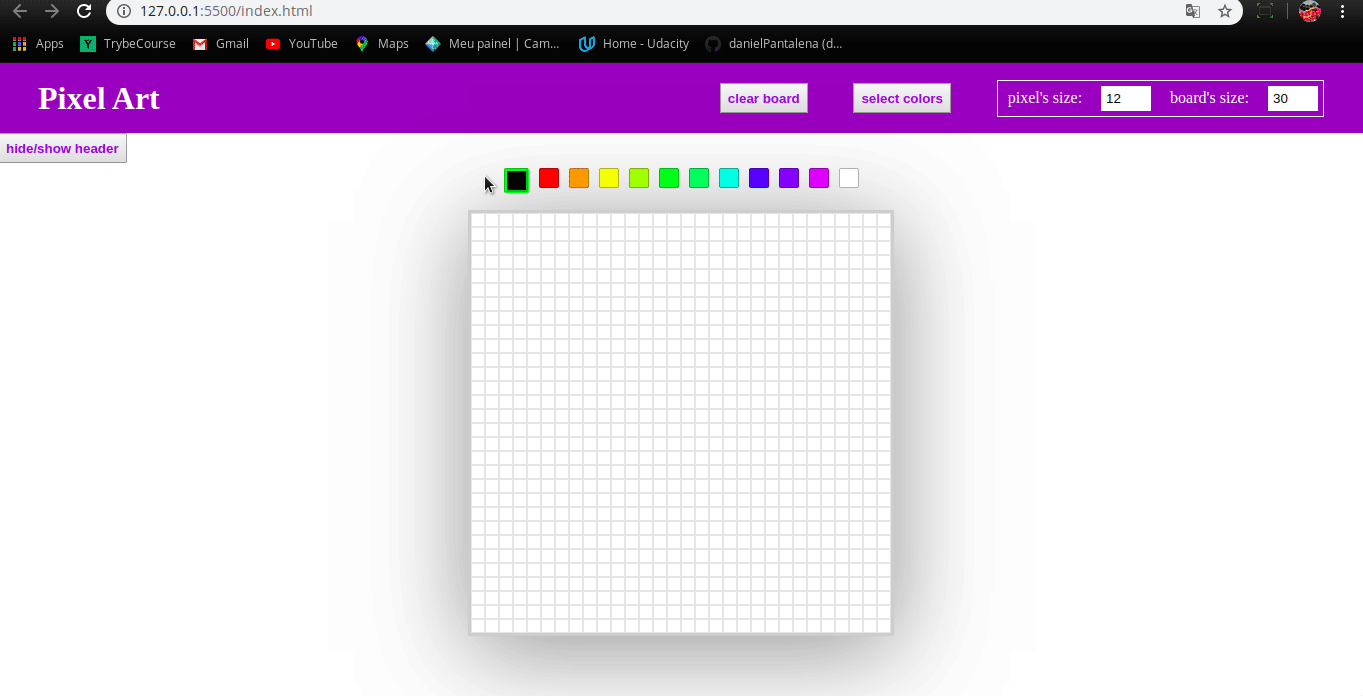 127.0.0.1:5500/index.html
Apps TrybeCourse Gmail YouTube Maps Meu painel | Cam... Home - Udacity danielPantalena (d...
Pixel Art clear board select colors pixel's size: 12 board's size: 30
hide/show header